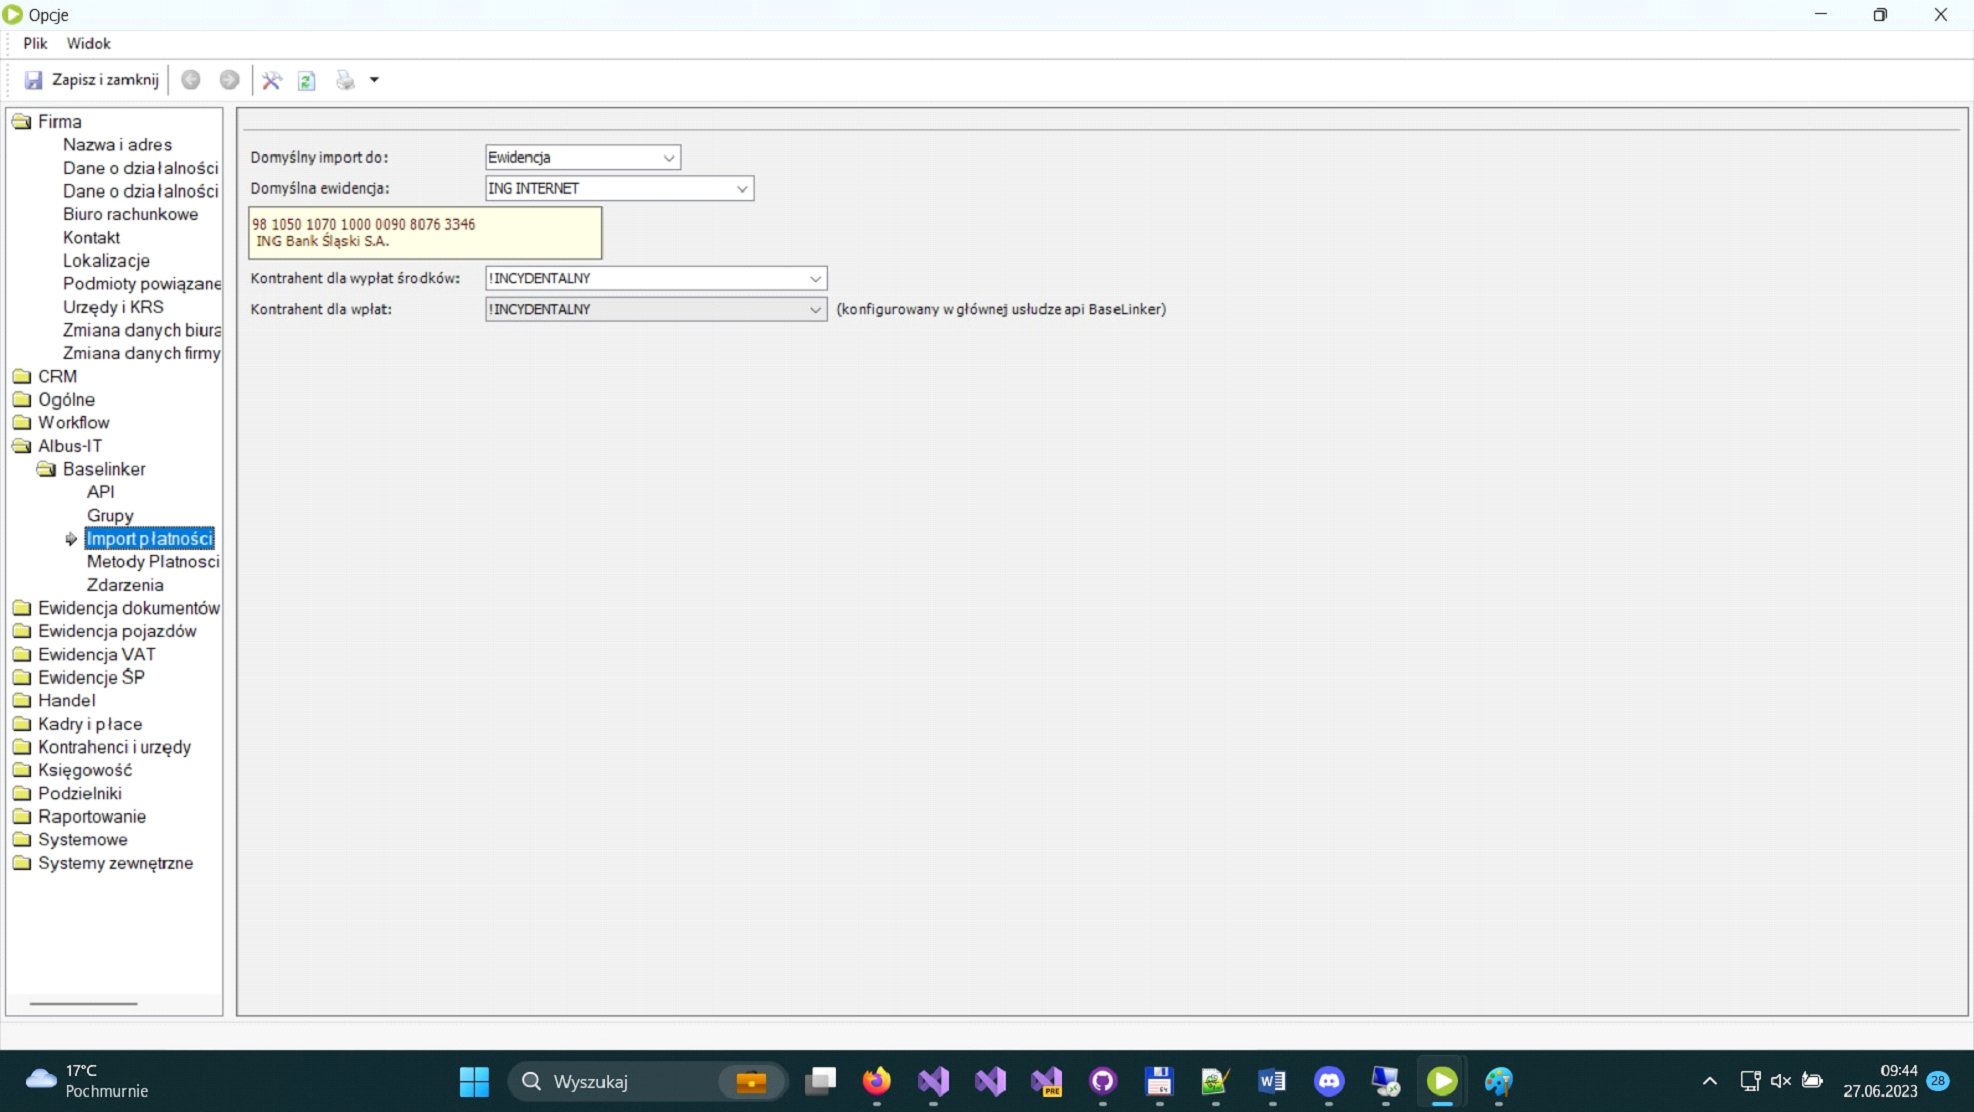 Opcje
Plik Widok
Zapisz i zamknij
Firma
Nazwa i adres
Dane o działalności
Dane o działalności
Biuro rachunkowe
Kontakt
Lokalizacje
Podmioty powiązane
Urzędy i KRS
Zmiana danych biura
Zmiana danych firmy
CRM
Ogólne
Workflow
Albus-IT
Baselinker
API
Grupy
Import płatności
Metody Platnosci
Zdarzenia
Ewidencja dokumentów
Ewidencja pojazdów
Ewidencja VAT
Ewidencje ŚP
Handel
Kadry i płace
Kontrahenci i urzędy
Księgowość
Podzielniki
Raportowanie
Systemowe
Systemy zewnętrzne
Domyślny import do: Ewidencja
Domyślna ewidencja: ING INTERNET
98 1050 1070 1000 0090 8076 3346
ING Bank Śląski S.A.
Kontrahent dla wypłat środków: !INCYDENTALNY
Kontrahent dla wpłat: !INCYDENTALNY (konfigurowany w głównej usłudze api BaseLinker)
17°C
Pochmurnie
Wyszukaj
PRE
09:44
27.06.2023
28